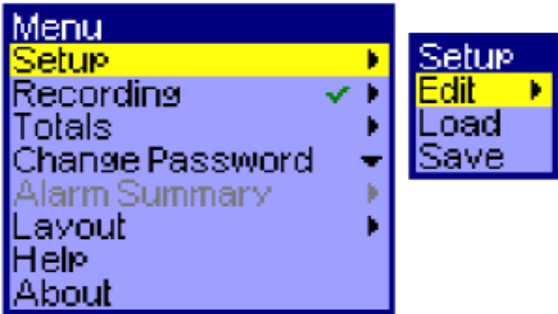 Menu
Setup
Recording
Totals
Change Password
Alarm Summary
Layout
Help
About
Setup
Edit
Load
Save